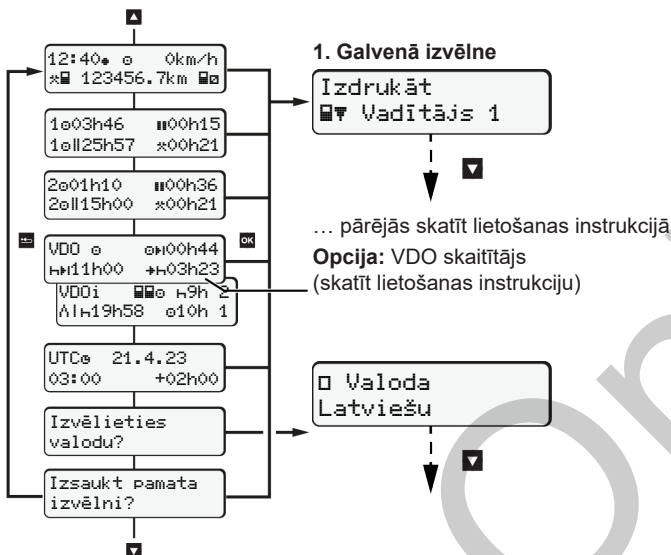 12:40 0km/h
123456.7km
1 03h46 00h15
1 25h57 00h21
2 01h10 00h36
2 15h00 00h21
VDO 00h44
11h00 03h23
VDOi 9h 2
19h58 10h 1
UTC 21.4.23
03:00 +02h00
Izvēlieties
valodu?
Izsaukt pamata
izvēlni?
OK
1. Galvenā izvēlne
Izdrukāt
Vadītājs 1
… pārējās skatīt lietošanas instrukcijā
Opcija: VDO skaitītājs
(skatīt lietošanas instrukciju)
Valoda
Latviešu